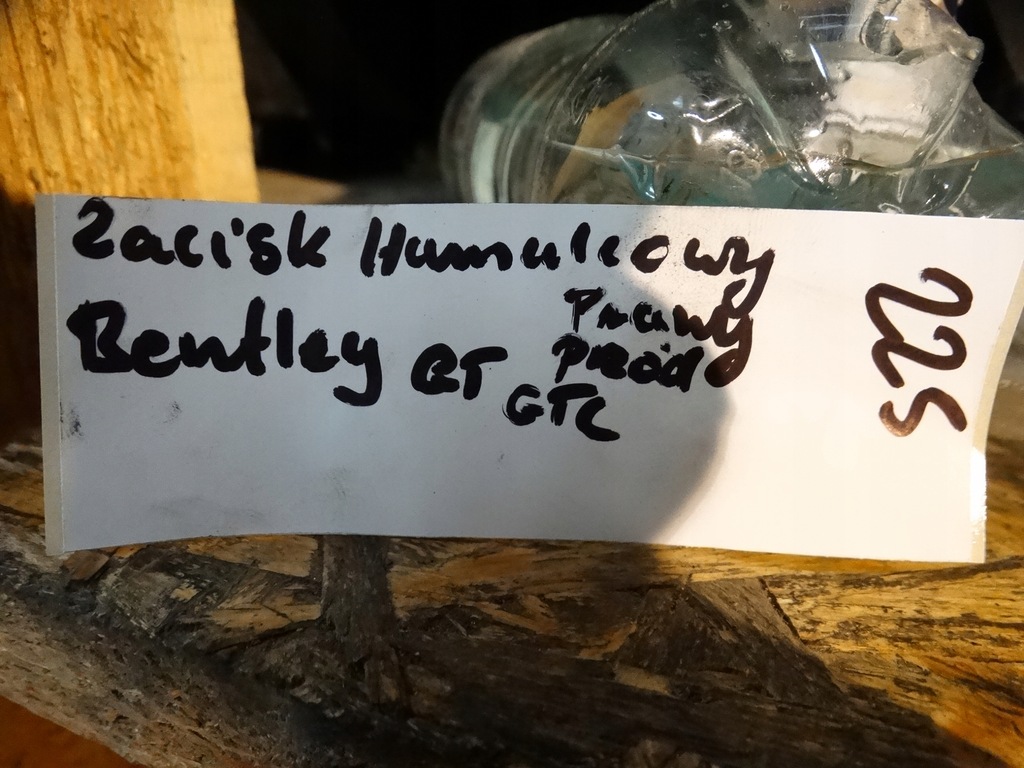 Zacisk Hamulcowy
Prawy
Bentley GT Przód
GTC
225